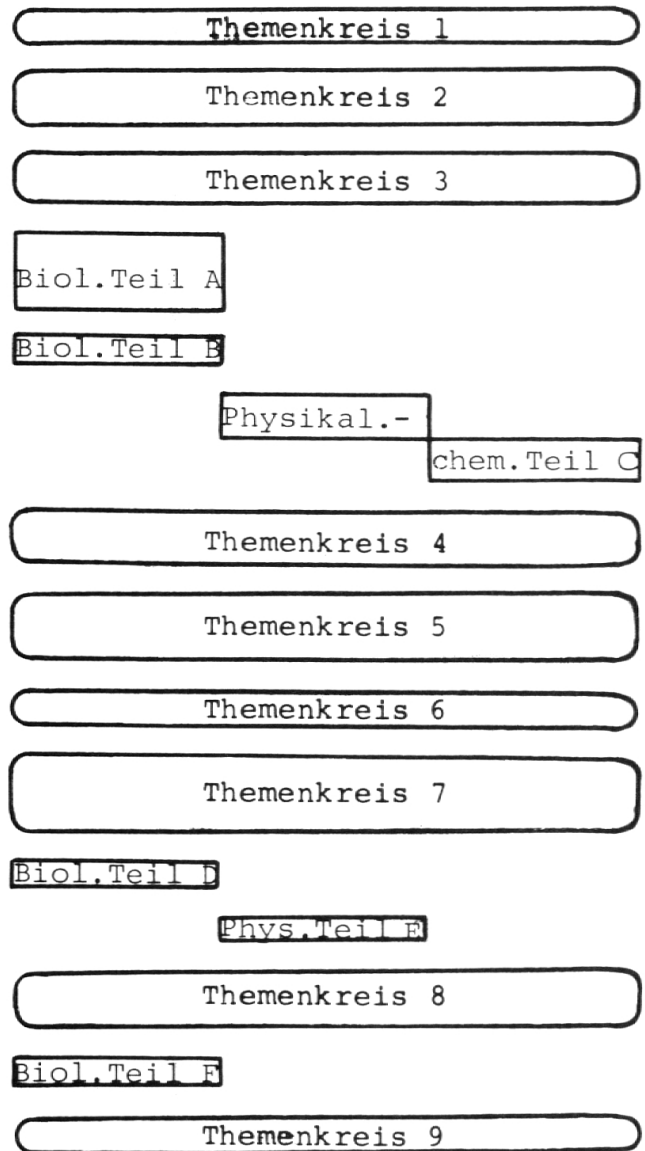 Themenkreis 1
Themenkreis 2
Themenkreis 3
Biol.Teil A
Biol.Teil B
Physikal.-
chem.Teil C
Themenkreis 4
Themenkreis 5
Themenkreis 6
Themenkreis 7
Biol.Teil D
Phys.Teil E
Themenkreis 8
Biol.Teil F
Themenkreis 9